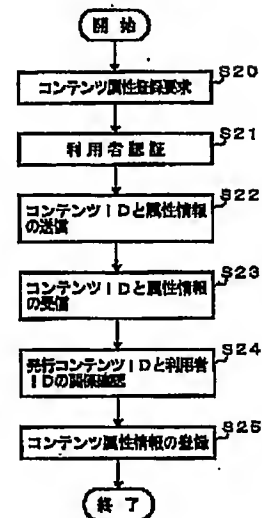 開始
コンテンツ属性登録要求
S20
利用者認証
S21
コンテンツIDと属性情報
の送信
S22
コンテンツIDと属性情報
の受信
S23
発行コンテンツIDと利用者
IDの関係確認
S24
コンテンツ属性情報の登録
S25
終了